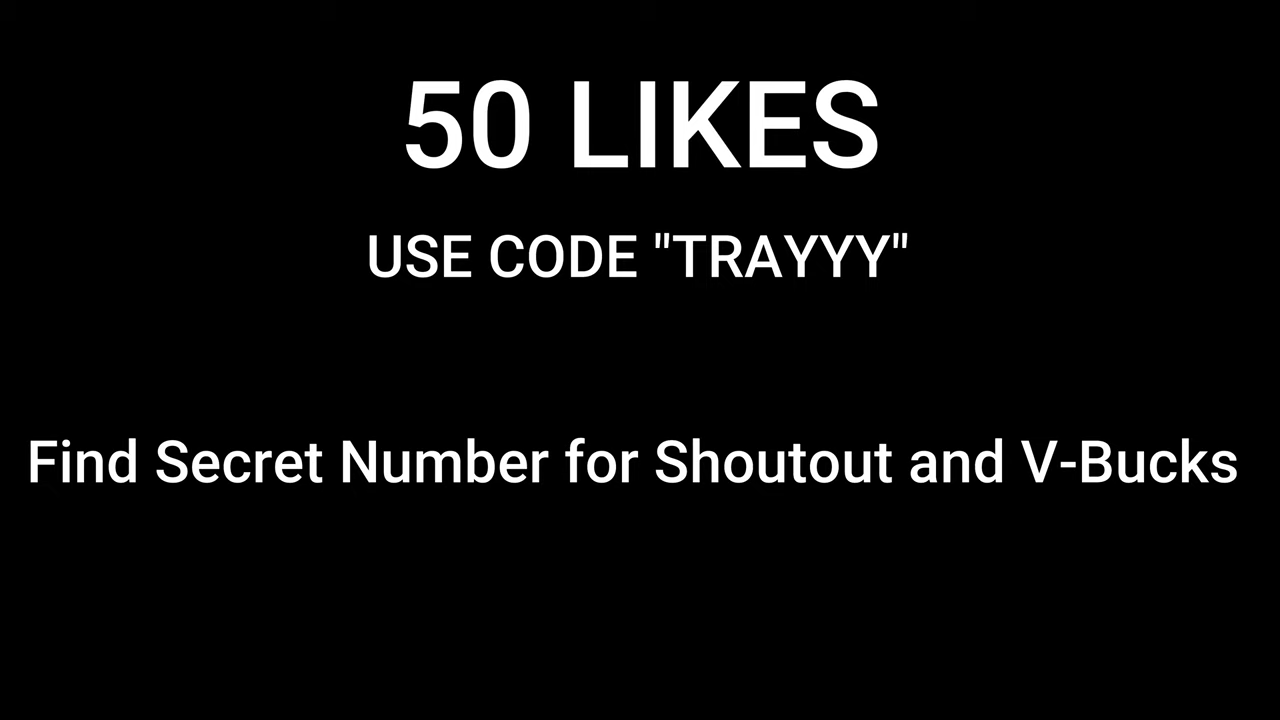 50 LIKES
USE CODE "TRAYYY"
Find Secret Number for Shoutout and V-Bucks